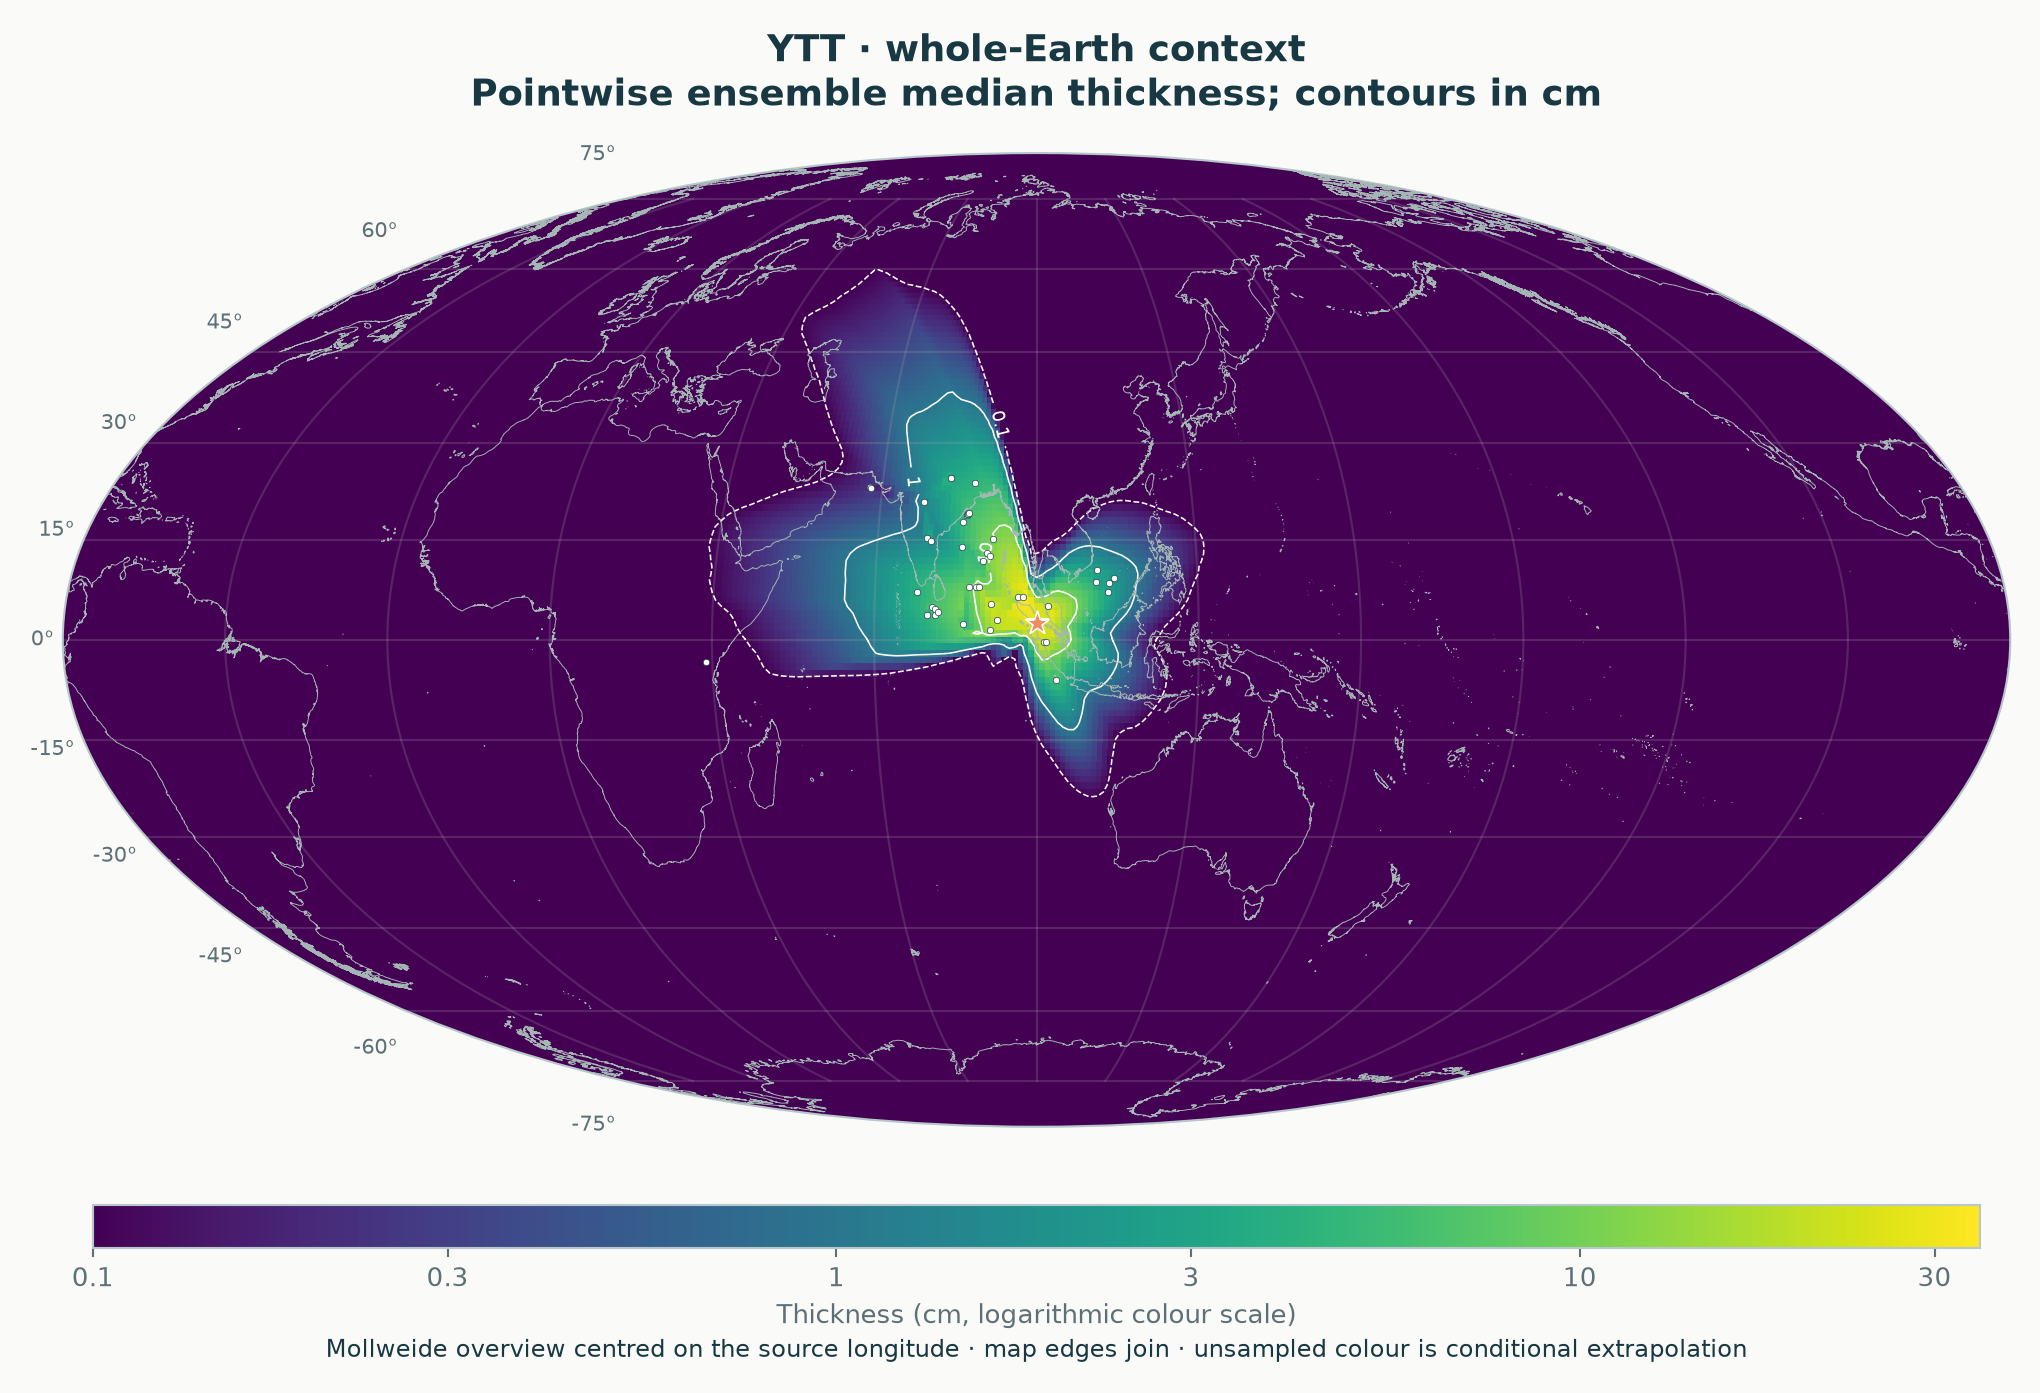 YTT · whole-Earth context
Pointwise ensemble median thickness; contours in cm
75°
60°
45°
30°
15°
0°
-15°
-30°
-45°
-60°
-75°
0.1
1
0.1 0.3 1 3 10 30
Thickness (cm, logarithmic colour scale)
Mollweide overview centred on the source longitude · map edges join · unsampled colour is conditional extrapolation